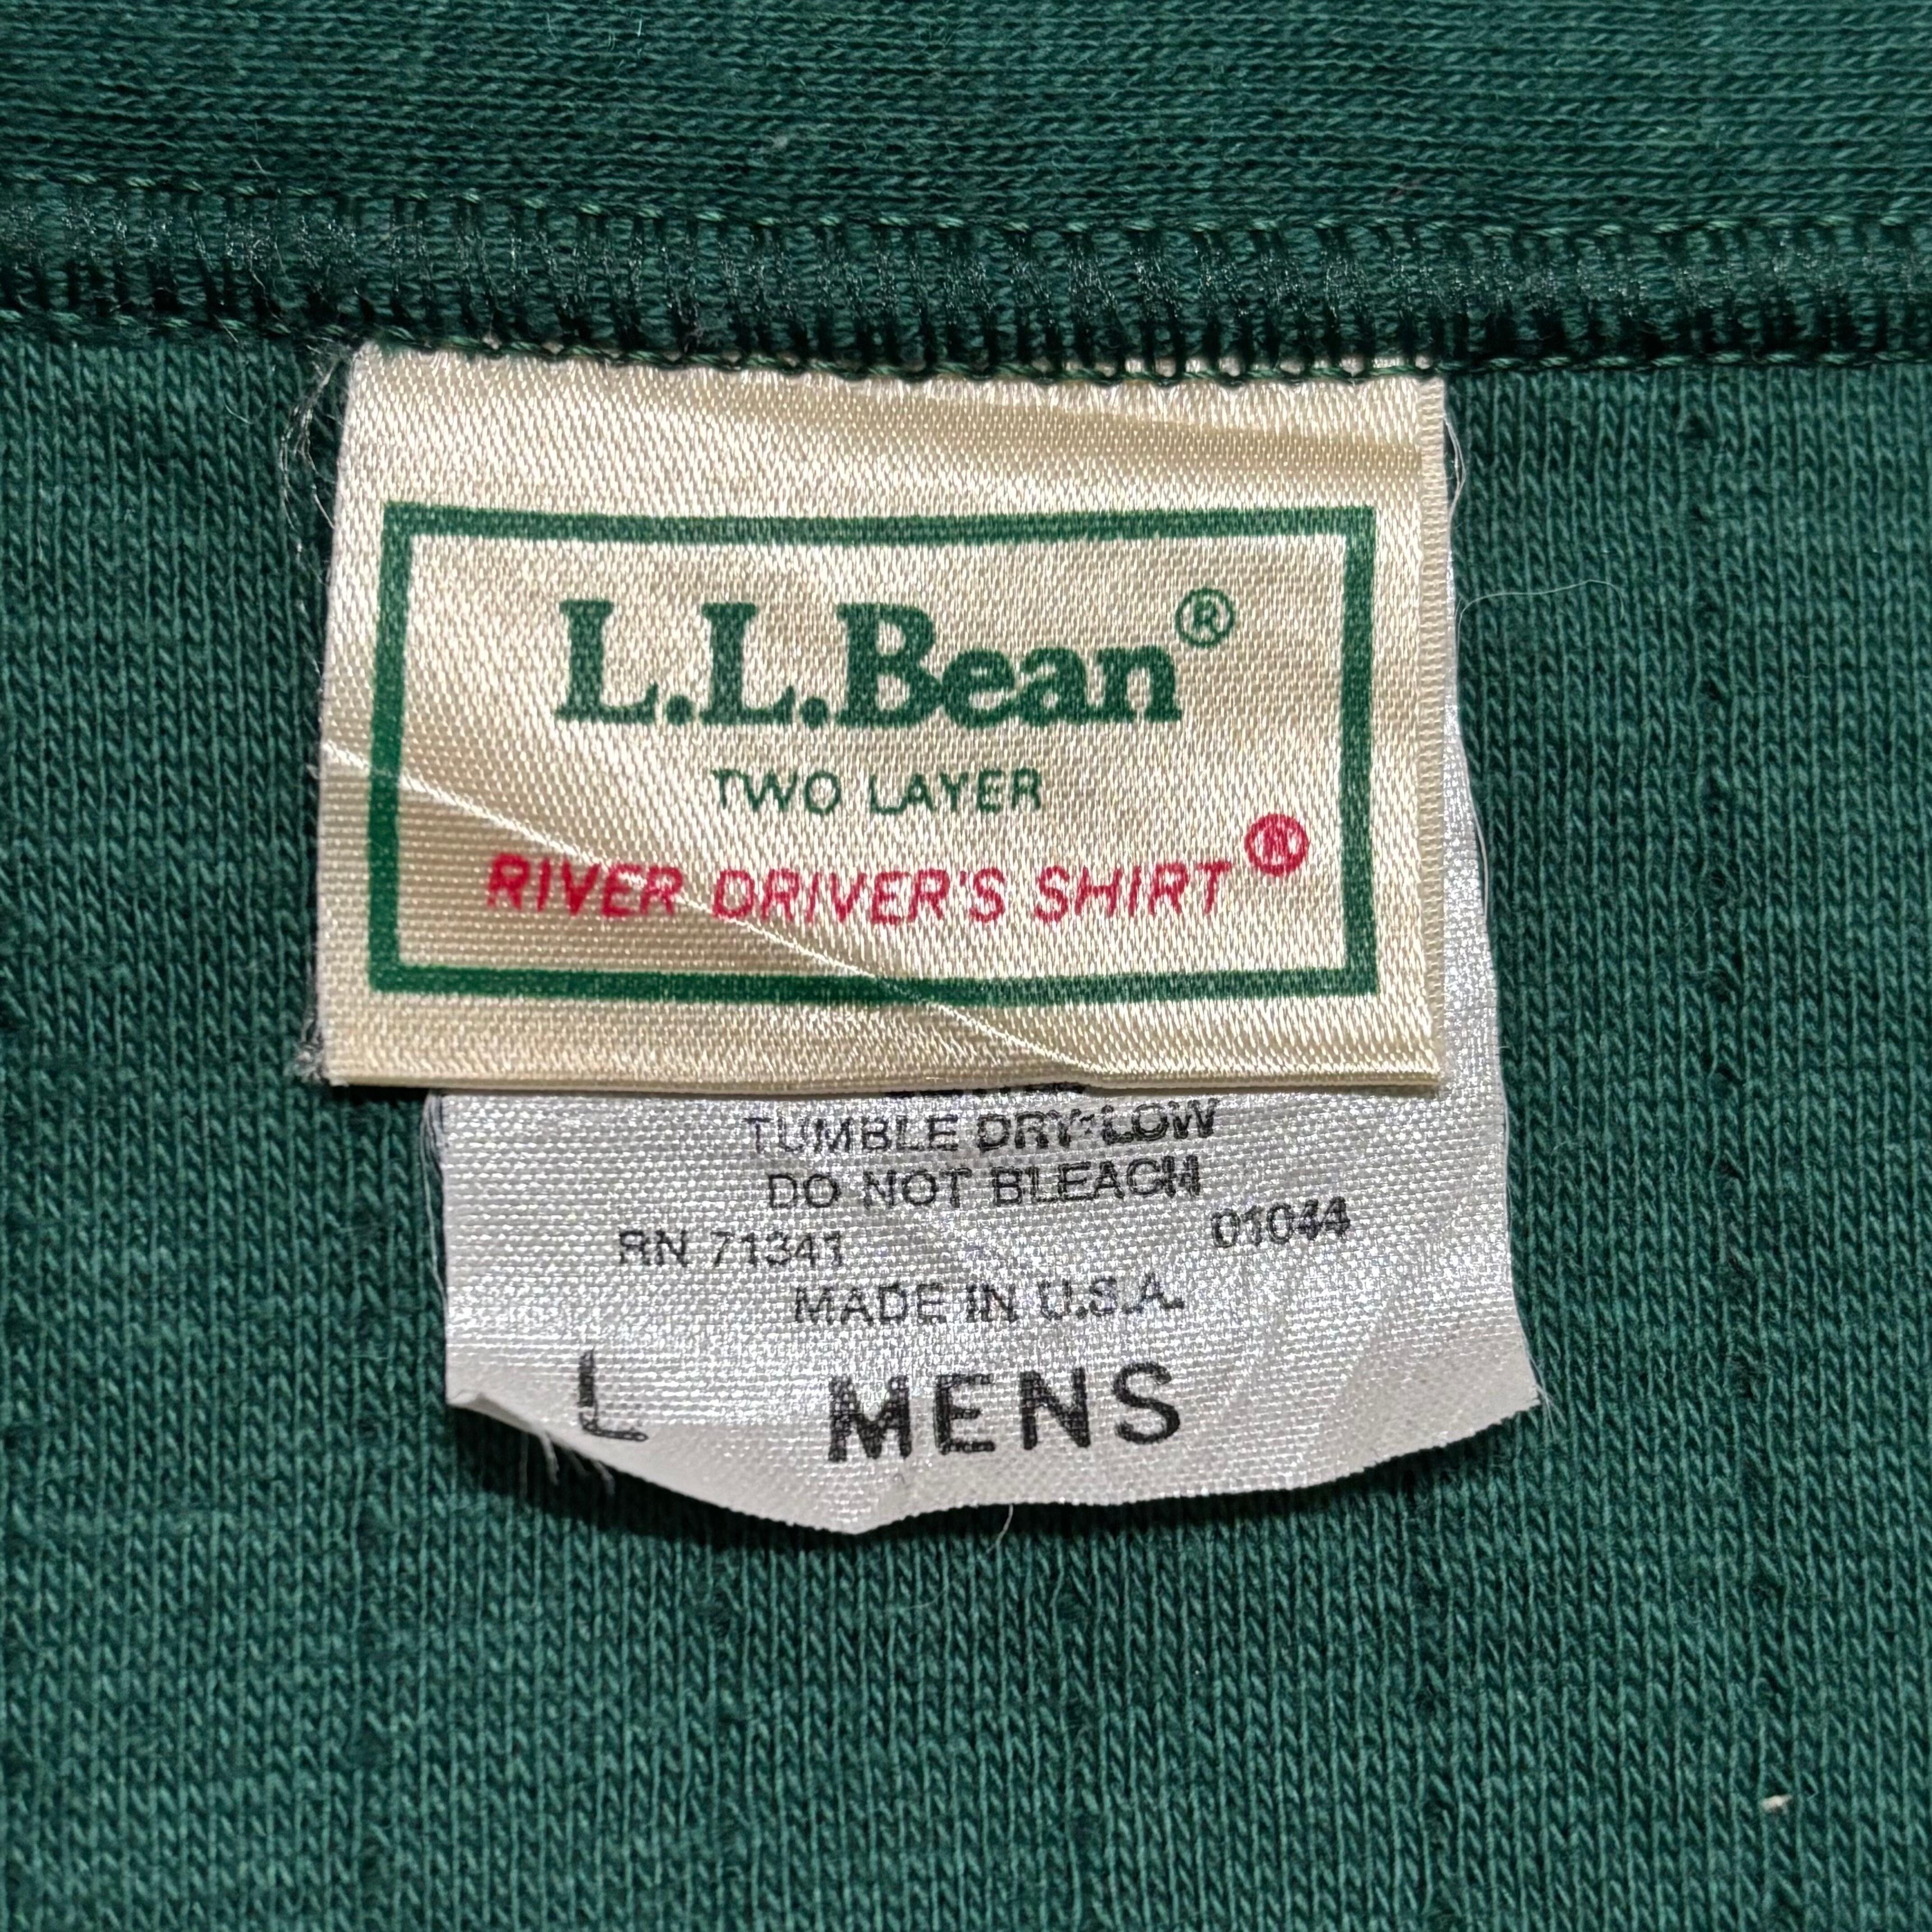 L.L.Bean®
TWO LAYER
RIVER DRIVER'S SHIRT®
TUMBLE DRY-LOW
DO NOT BLEACH
RN 71341 01044
MADE IN U.S.A.
L MENS